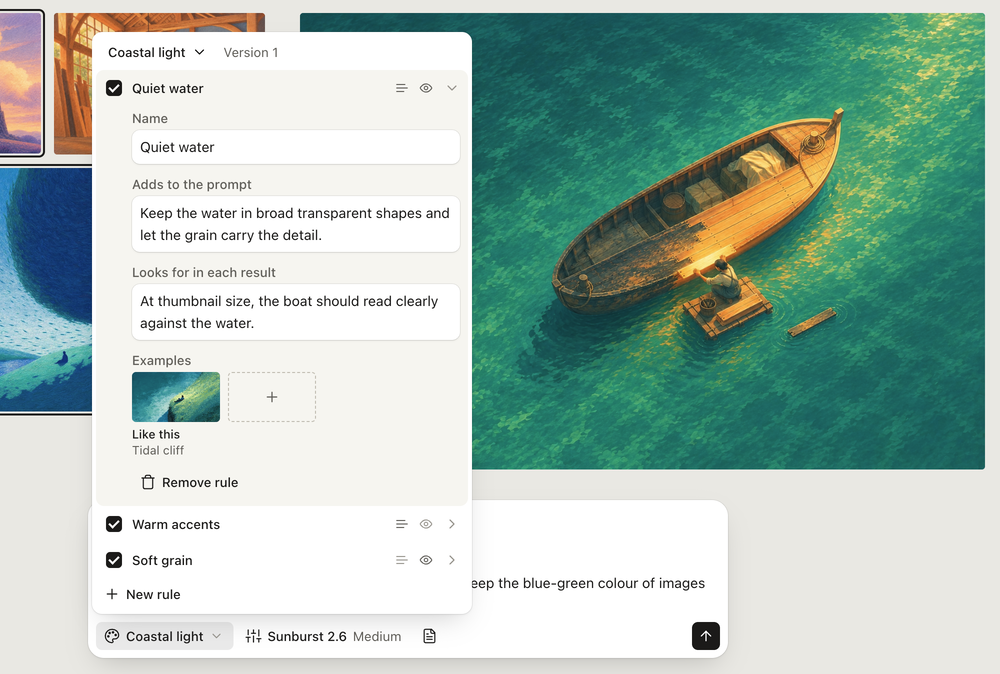 Coastal light
Version 1
Quiet water
Name
Quiet water
Adds to the prompt
Keep the water in broad transparent shapes and
let the grain carry the detail.
Looks for in each result
At thumbnail size, the boat should read clearly
against the water.
Examples
Like this
Tidal cliff
Remove rule
Warm accents
Soft grain
New rule
the blue-green colour of images
Coastal light
Sunburst 2.6 Medium